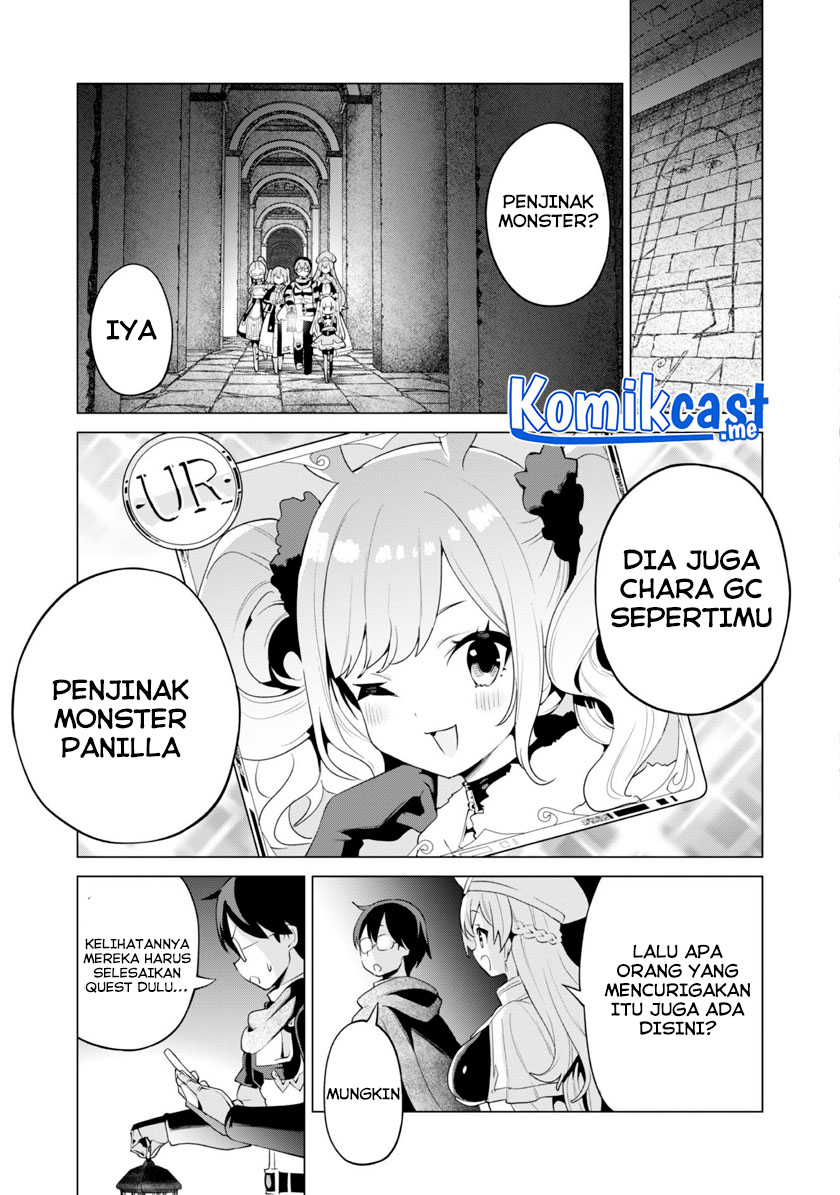 PENJINAK
MONSTER?
IYA
Komikcast
.me
UR
DIA JUGA
CHARA GC
SEPERTIMU
PENJINAK
MONSTER
PANILLA
LALU APA
ORANG YANG
MENCURIGAKAN
ITU JUGA ADA
DISINI?
MUNGKIN
KELIHATANNYA
MEREKA HARUS
SELESAIKAN
QUEST DULU...